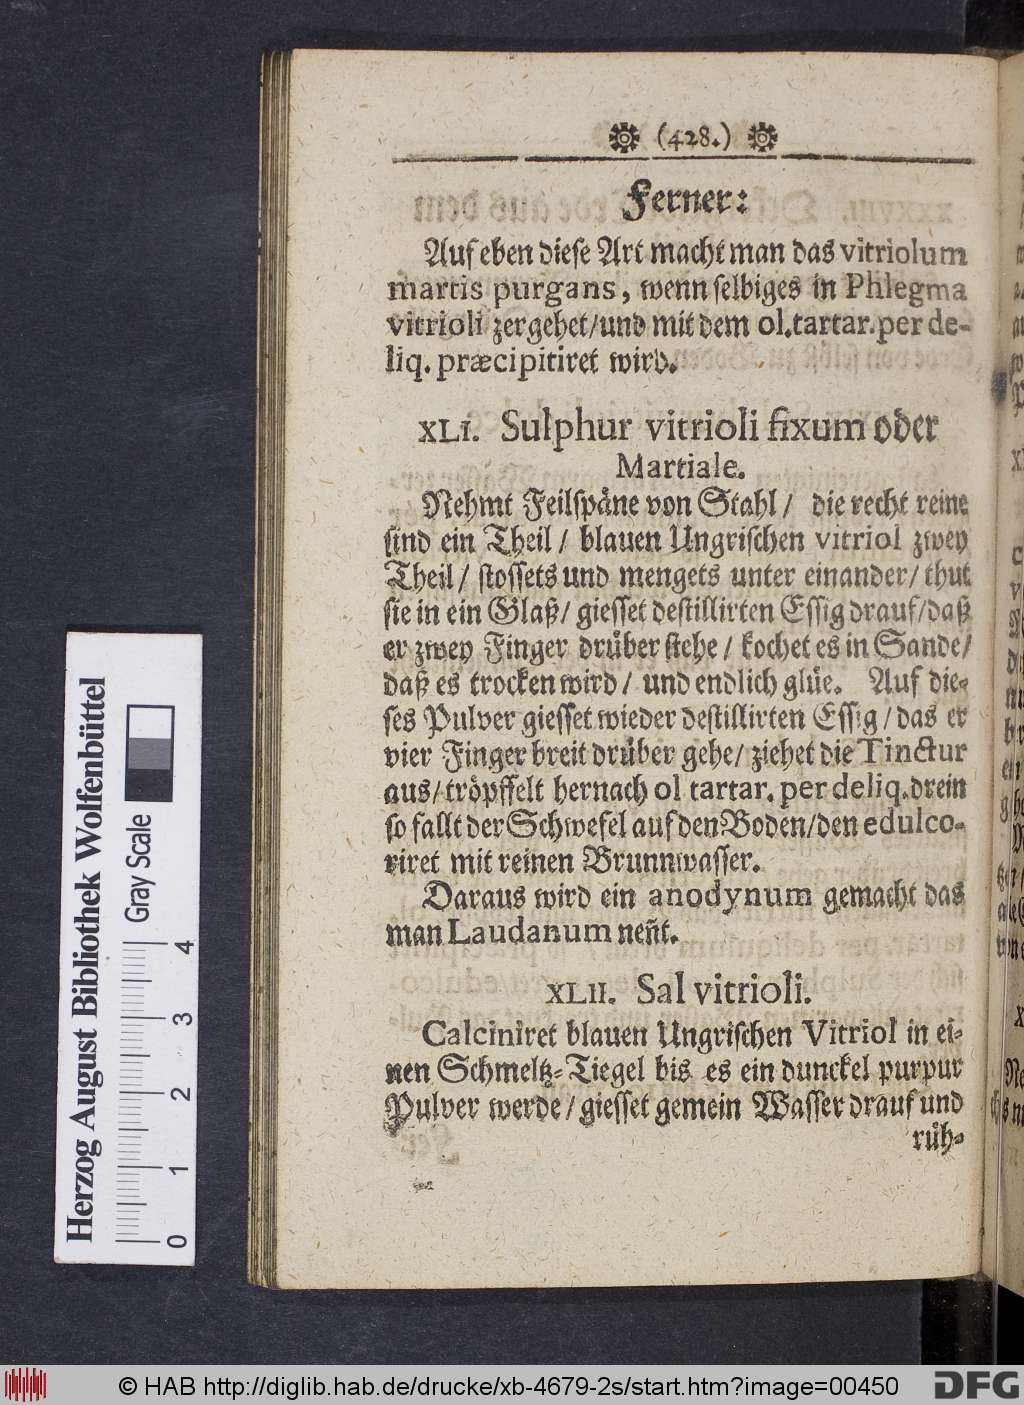 (428.)
Ferner:
Auf eben diese Art macht man das vitriolum
martis purgans, wenn selbiges in Phlegma
vitrioli zergehet/und mit dem ol.tartar.per de-
liq. præcipitiret wird.
XLI. Sulphur vitrioli fixum oder
Martiale.
Nehmt Feilspåne von Stahl / die recht reine
sind ein Theil / blauen Ungrischen vitriol zwey
Theil / stossets und mengets unter einander / thut
sie in ein Glaß / giesset destillirten Essig drauf/daß
er zwey Finger drůber stehe / kochet es in Sande/
daß es trocken wird / und endlich glüe. Auf die-
ses Pulver giesset wieder destillirten Essig / das er
vier Finger breit drůber gehe/ ziehet die Tinctur
aus/ trôpffelt hernach ol tartar. per deliq. drein
so fallt der Schwefel auf den Boden/den edulco-
riret mit reinen Brunnwasser.
Daraus wird ein anodynum gemacht das
man Laudanum neñt.
XLII. Sal vitrioli.
Calciniret blauen Ungrischen Vitriol in ei-
nen Schmeltz-Tiegel bis es ein dunckel purpur
Pulver werde / giesset gemein Wasser drauf und
rüh-
Herzog August Bibliothek Wolfenbüttel
Gray Scale
0 1 2 3 4
© HAB http://diglib.hab.de/drucke/xb-4679-2s/start.htm?image=00450
DFG